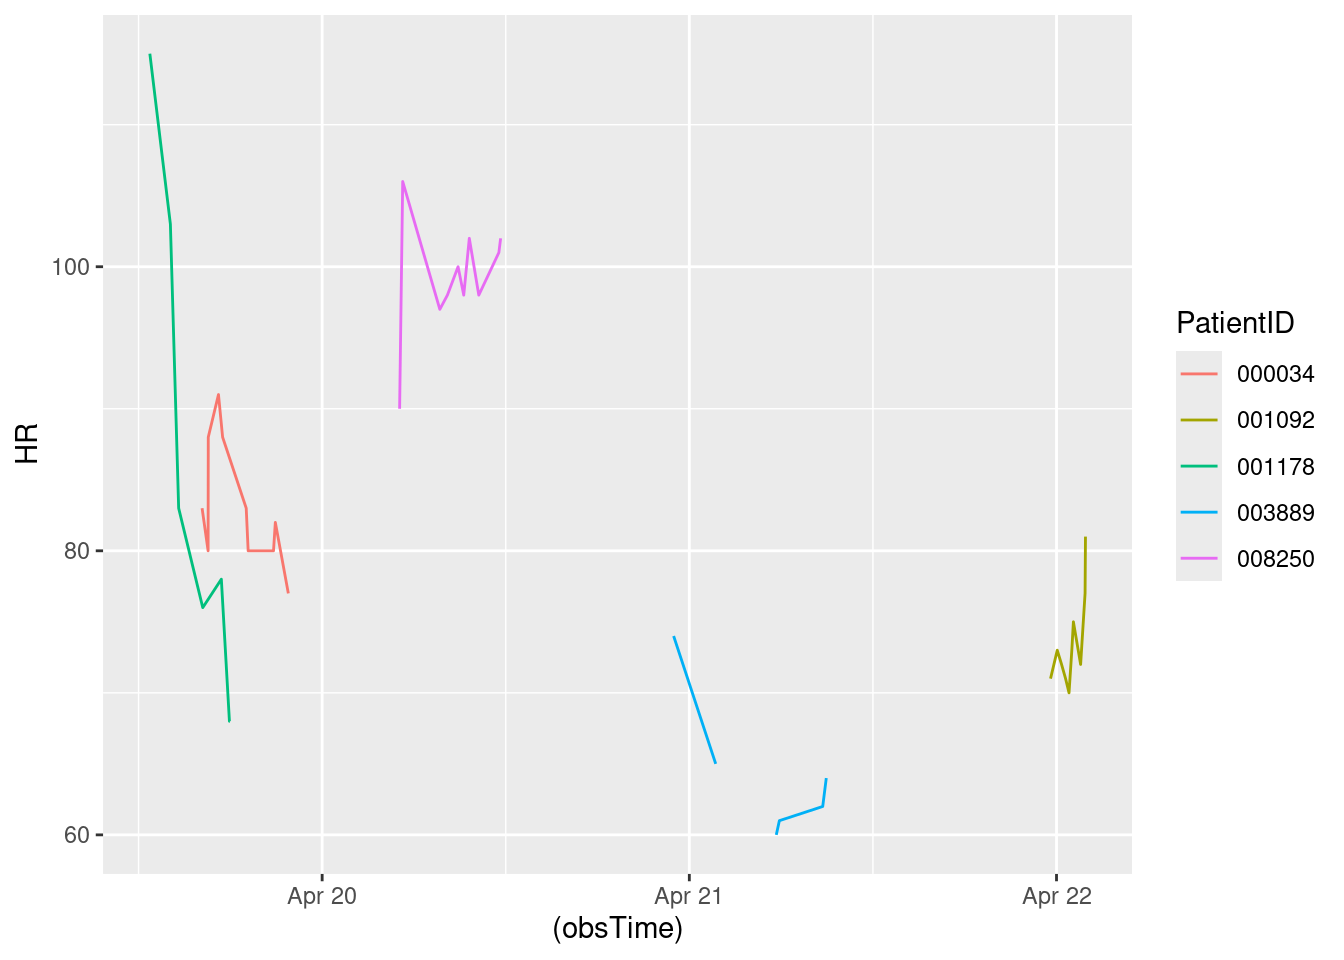 HR
100
80
60
Apr 20
Apr 21
Apr 22
(obsTime)
PatientID
000034
001092
001178
003889
008250